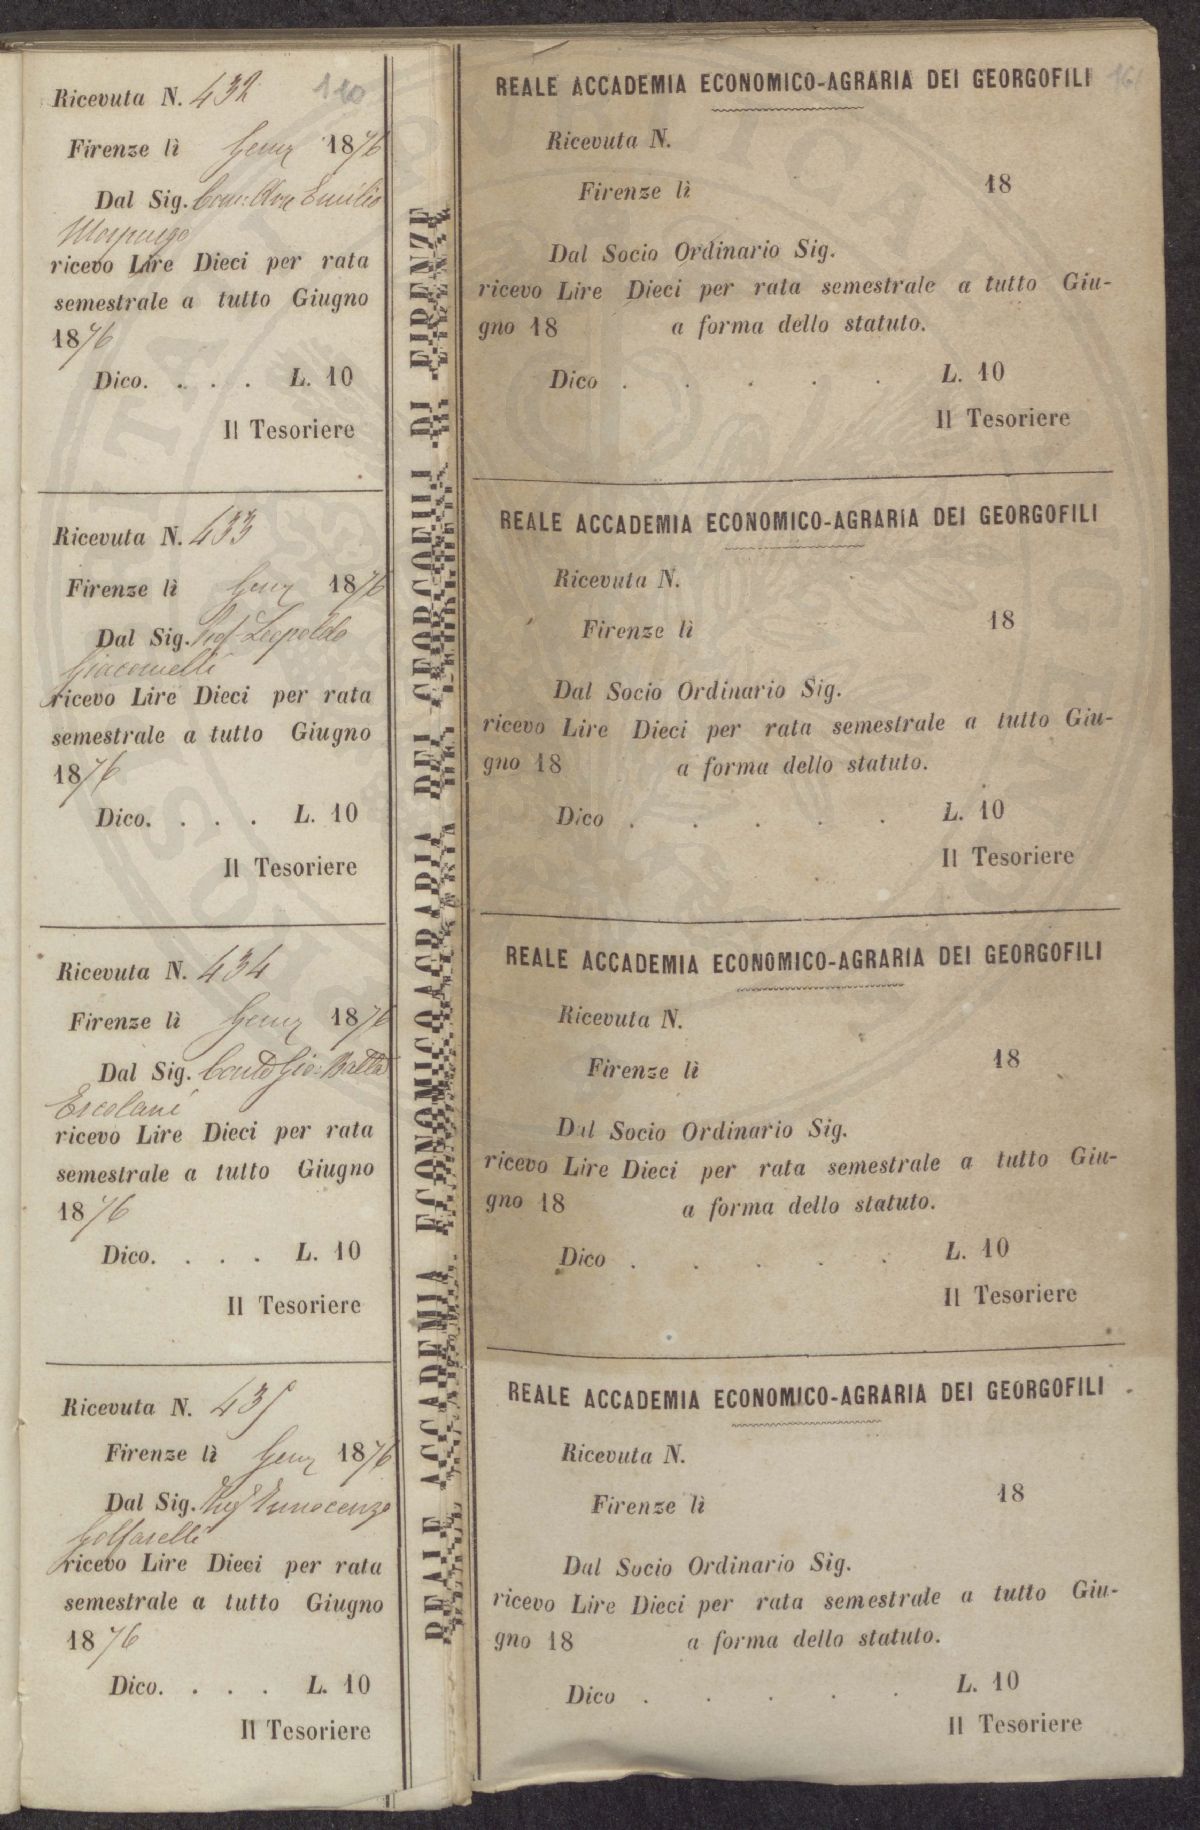 110
Ricevuta N. 432
Firenze lì Genn 1876
Dal Sig. Com: Avv Emilio
Morpurgo
ricevo Lire Dieci per rata
semestrale a tutto Giugno
1876
Dico. . . . L. 10
Il Tesoriere
Ricevuta N. 433
Firenze lì Genn 1876
Dal Sig. Prof. Leopoldo
Giacomelli
ricevo Lire Dieci per rata
semestrale a tutto Giugno
1876
Dico. . . . L. 10
Il Tesoriere
Ricevuta N. 434
Firenze lì Genn 1876
Dal Sig. Conte Gio: Batta
Ercolani
ricevo Lire Dieci per rata
semestrale a tutto Giugno
1876
Dico. . . . L. 10
Il Tesoriere
Ricevuta N. 435
Firenze lì Genn 1876
Dal Sig. Ing Innocenzo
Golfarelli
ricevo Lire Dieci per rata
semestrale a tutto Giugno
1876
Dico. . . . L. 10
Il Tesoriere
REALE ACCADEMIA ECONOMICO AGRARIA DEI GEORGOFILI DI FIRENZE
161
REALE ACCADEMIA ECONOMICO-AGRARIA DEI GEORGOFILI
Ricevuta N.
Firenze lì 18
Dal Socio Ordinario Sig.
ricevo Lire Dieci per rata semestrale a tutto Giu-
gno 18 a forma dello statuto.
Dico . . . . . L. 10
Il Tesoriere
REALE ACCADEMIA ECONOMICO-AGRARIA DEI GEORGOFILI
Ricevuta N.
Firenze lì 18
Dal Socio Ordinario Sig.
ricevo Lire Dieci per rata semestrale a tutto Giu-
gno 18 a forma dello statuto.
Dico . . . . . L. 10
Il Tesoriere
REALE ACCADEMIA ECONOMICO-AGRARIA DEI GEORGOFILI
Ricevuta N.
Firenze lì 18
Dal Socio Ordinario Sig.
ricevo Lire Dieci per rata semestrale a tutto Giu-
gno 18 a forma dello statuto.
Dico . . . . . L. 10
Il Tesoriere
REALE ACCADEMIA ECONOMICO-AGRARIA DEI GEORGOFILI
Ricevuta N.
Firenze lì 18
Dal Socio Ordinario Sig.
ricevo Lire Dieci per rata semestrale a tutto Giu-
gno 18 a forma dello statuto.
Dico . . . . . L. 10
Il Tesoriere